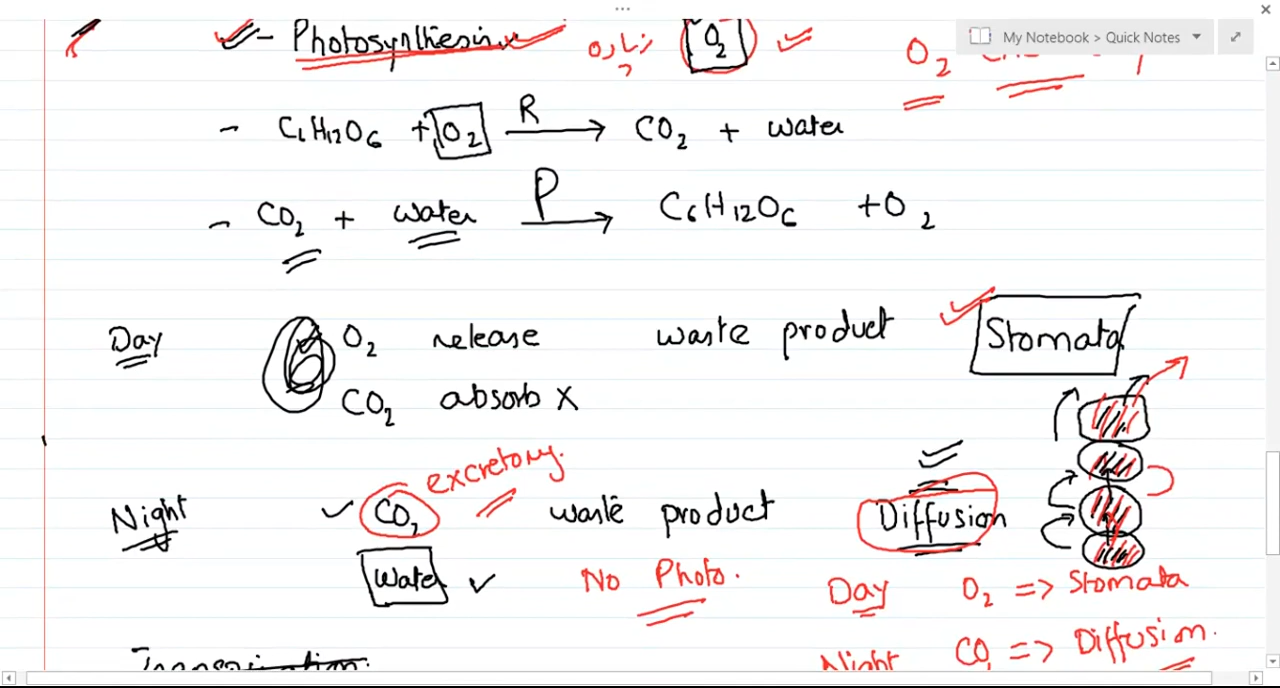 My Notebook > Quick Notes
- Photosynthesis O2
زيادہ O2
- C6H12O6 + O2 R → CO2 + water
- CO2 + water P → C6H12O6 + O2
Day O2 release waste product Stomata
CO2 absorb X
excretory.
Night CO2 waste product Diffusion
Water No Photo.
Day O2 => Stomata
Night CO2 => Diffusion.